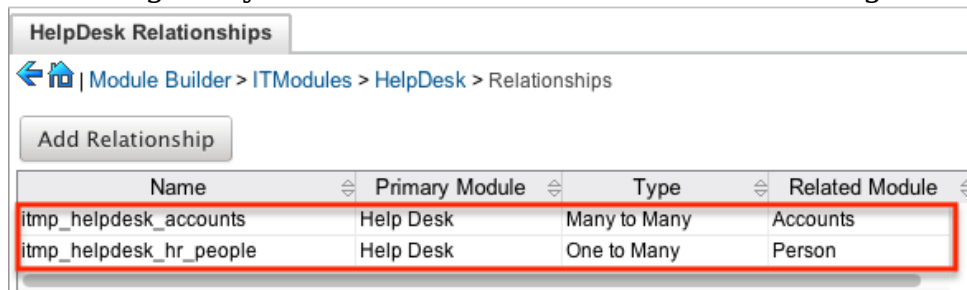 HelpDesk Relationships
| Module Builder > ITModules > HelpDesk > Relationships
Add Relationship
Name Primary Module Type Related Module
itmp_helpdesk_accounts Help Desk Many to Many Accounts
itmp_helpdesk_hr_people Help Desk One to Many Person